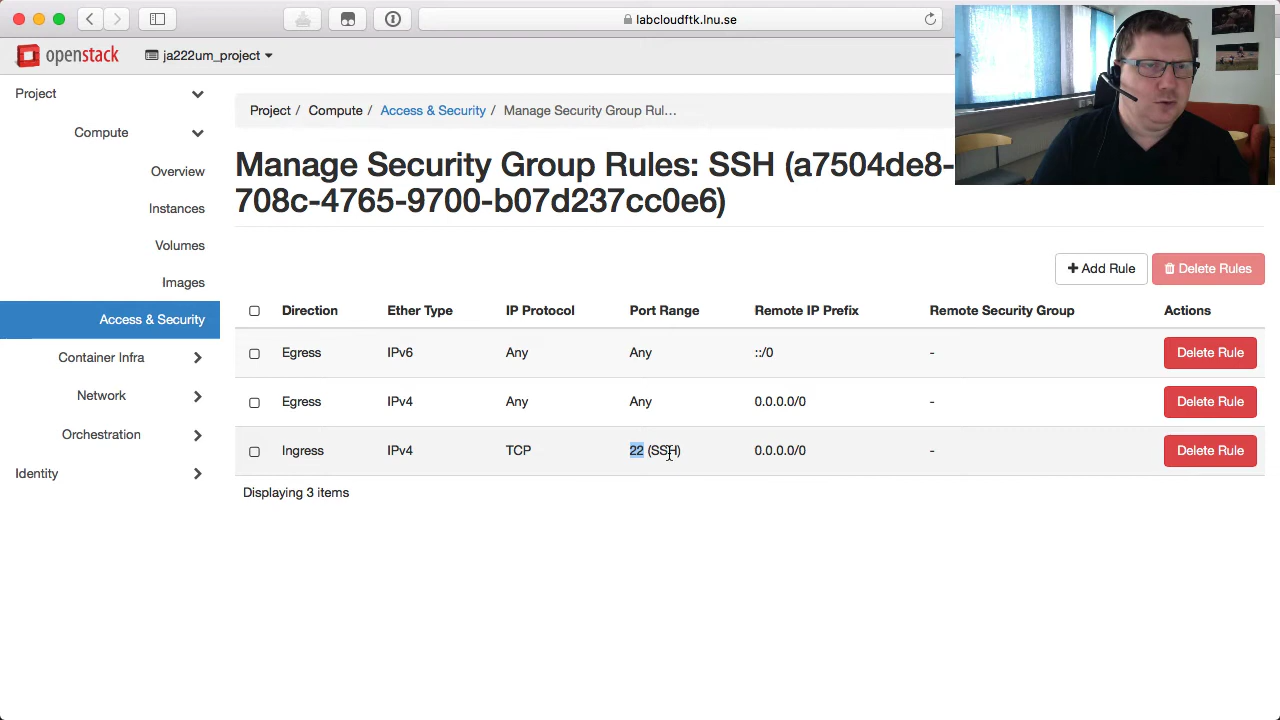 labcloudftk.lnu.se
openstack
ja222um_project
Project
Compute
Overview
Instances
Volumes
Images
Access & Security
Container Infra
Network
Orchestration
Identity
Project / Compute / Access & Security / Manage Security Group Rul...
Manage Security Group Rules: SSH (a7504de8-
708c-4765-9700-b07d237cc0e6)
Add Rule
Delete Rules
Direction Ether Type IP Protocol Port Range Remote IP Prefix Remote Security Group Actions
Egress IPv6 Any Any ::/0 - Delete Rule
Egress IPv4 Any Any 0.0.0.0/0 - Delete Rule
Ingress IPv4 TCP 22 (SSH) 0.0.0.0/0 - Delete Rule
Displaying 3 items